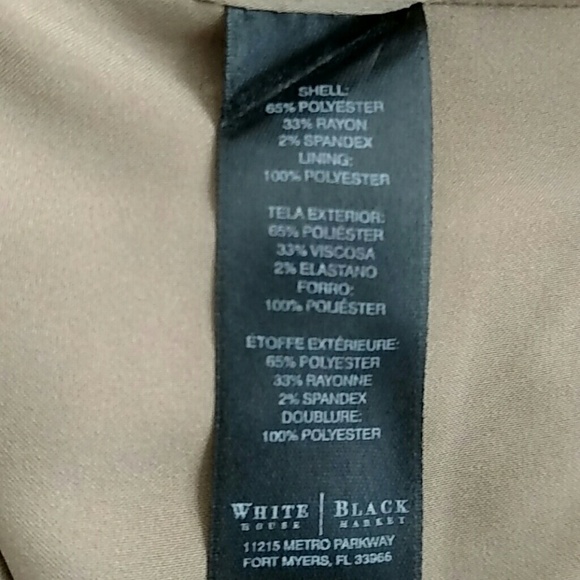 SHELL:
65% POLYESTER
33% RAYON
2% SPANDEX
LINING:
100% POLYESTER
TELA EXTERIOR:
65% POLIÉSTER
33% VISCOSA
2% ELASTANO
FORRO:
100% POLIÉSTER
ÉTOFFE EXTÉRIEURE:
65% POLYESTER
33% RAYONNE
2% SPANDEX
DOUBLURE:
100% POLYESTER
WHITE | BLACK
HOUSE | MARKET
11215 METRO PARKWAY
FORT MYERS, FL 33966